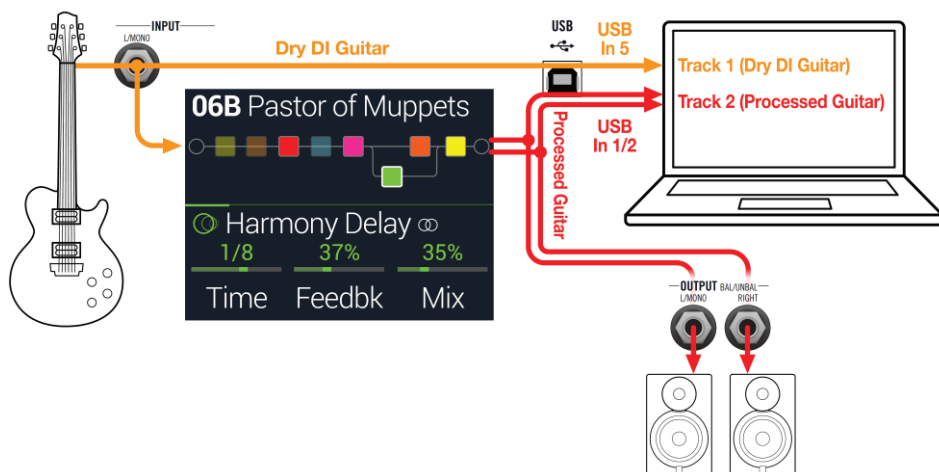 INPUT
L/MONO
Dry DI Guitar
USB
USB
In 5
Track 1 (Dry DI Guitar)
Track 2 (Processed Guitar)
USB
In 1/2
Processed Guitar
06B Pastor of Muppets
Harmony Delay
1/8 37% 35%
Time Feedbk Mix
OUTPUT BAL/UNBAL
L/MONO RIGHT